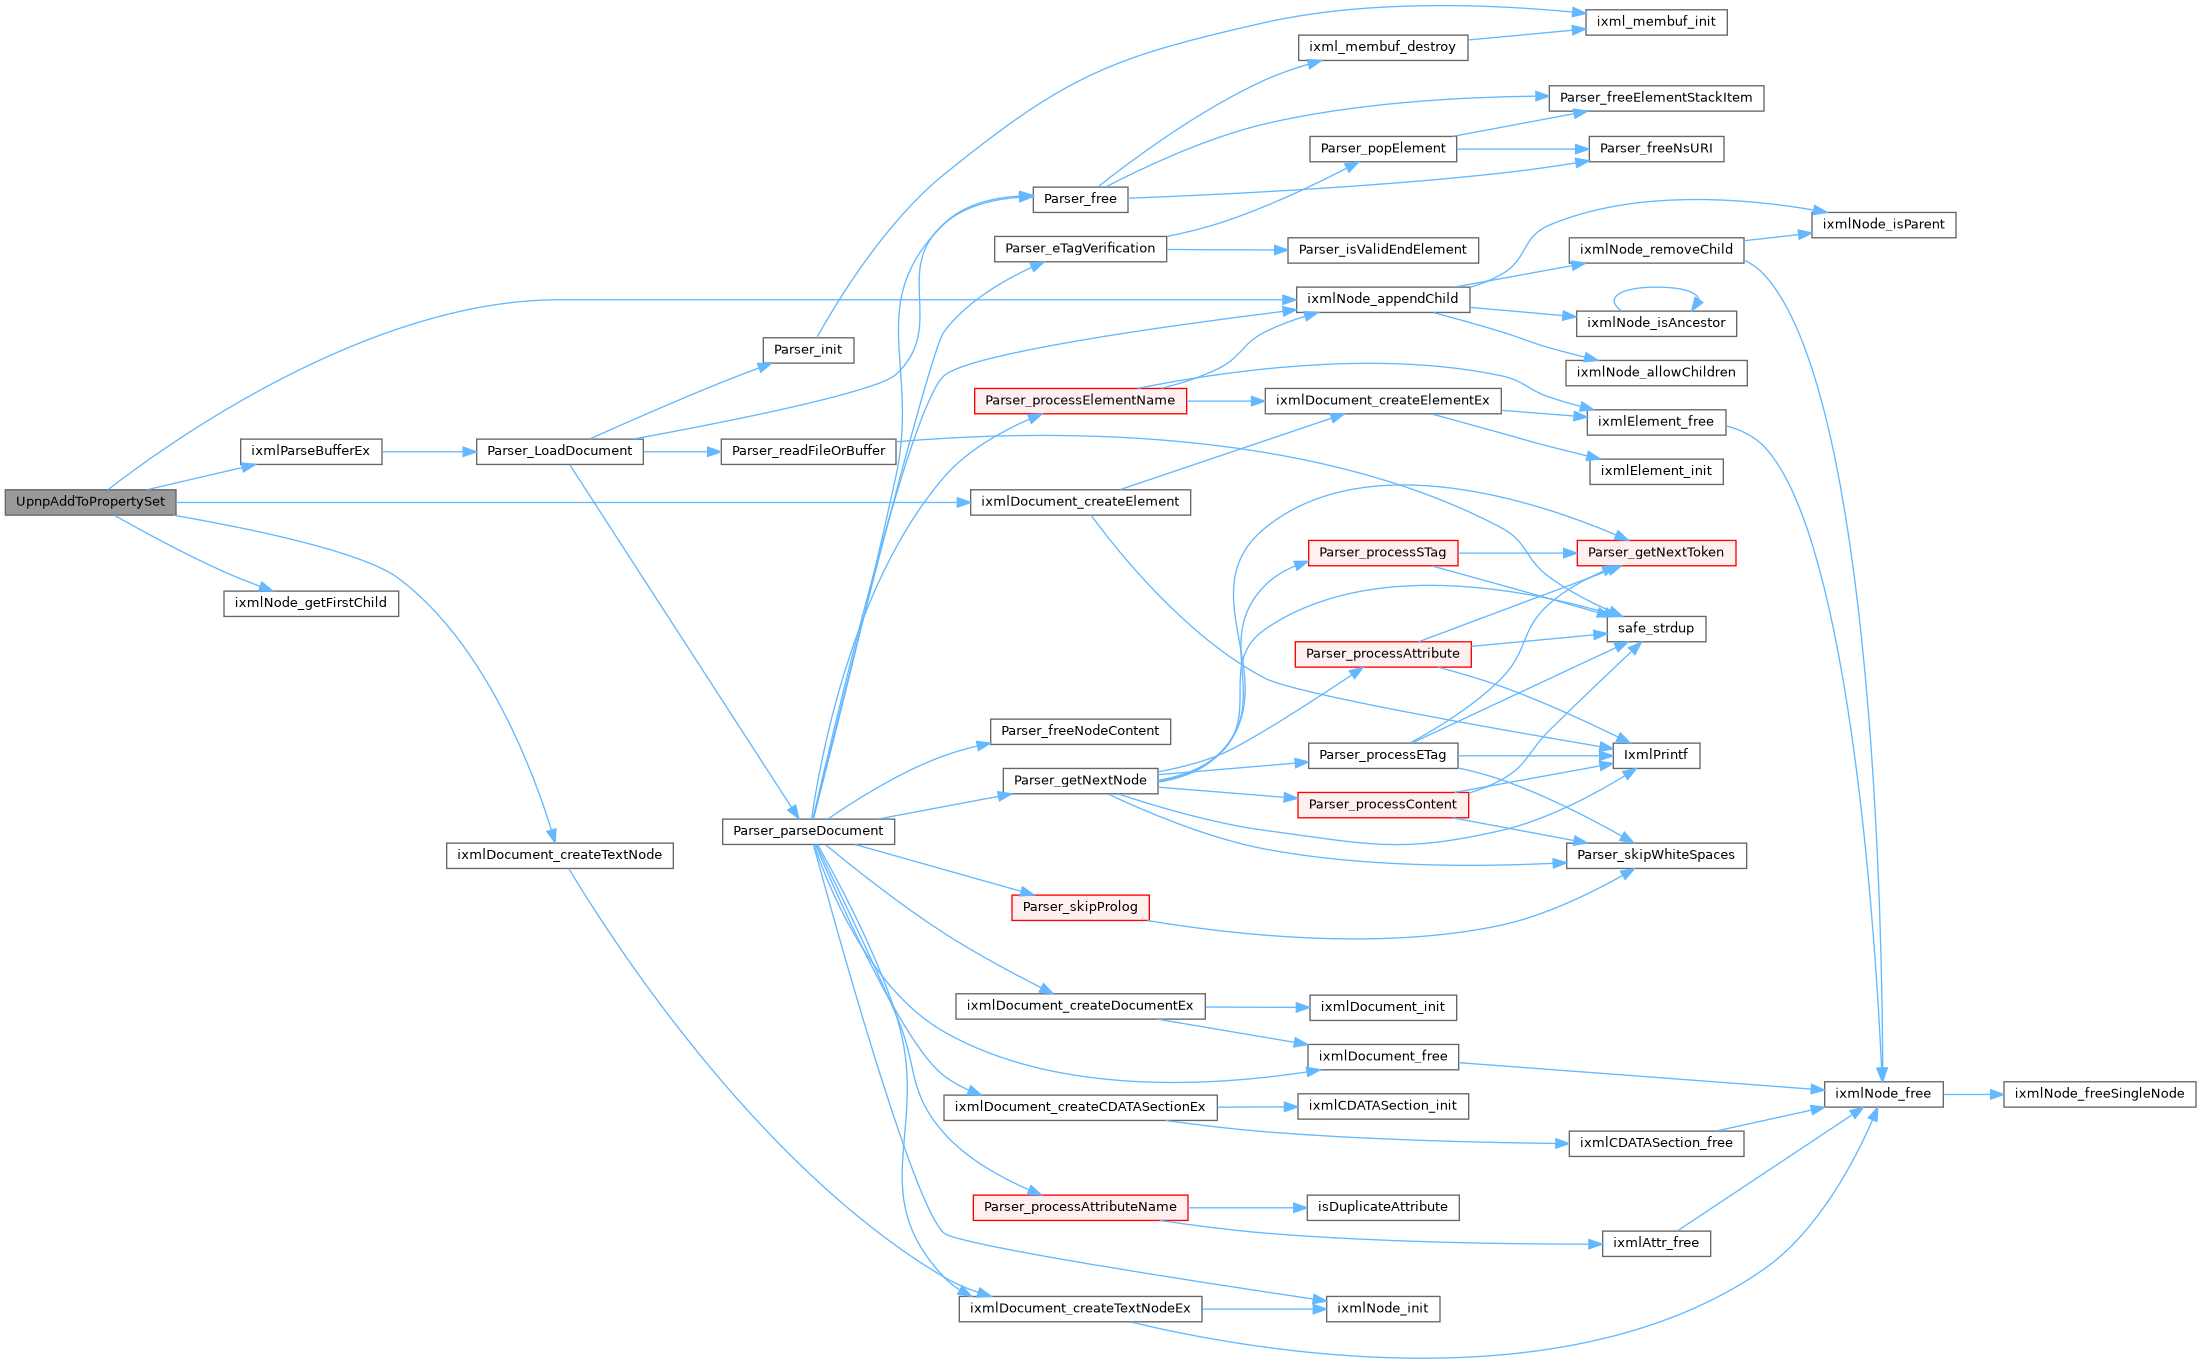 ixml_membuf_init
ixml_membuf_destroy
Parser_freeElementStackItem
Parser_popElement
Parser_freeNsURI
Parser_free
ixmlNode_isParent
Parser_eTagVerification
Parser_isValidEndElement
ixmlNode_removeChild
ixmlNode_appendChild
ixmlNode_isAncestor
Parser_init
ixmlNode_allowChildren
Parser_processElementName
ixmlDocument_createElementEx
ixmlElement_free
ixmlParseBufferEx
Parser_LoadDocument
Parser_readFileOrBuffer
ixmlElement_init
UpnpAddToPropertySet
ixmlDocument_createElement
Parser_processSTag
Parser_getNextToken
ixmlNode_getFirstChild
safe_strdup
Parser_processAttribute
Parser_freeNodeContent
Parser_processETag
IxmlPrintf
Parser_getNextNode
Parser_processContent
Parser_parseDocument
ixmlDocument_createTextNode
Parser_skipWhiteSpaces
Parser_skipProlog
ixmlDocument_createDocumentEx
ixmlDocument_init
ixmlDocument_free
ixmlNode_free
ixmlNode_freeSingleNode
ixmlDocument_createCDATASectionEx
ixmlCDATASection_init
ixmlCDATASection_free
Parser_processAttributeName
isDuplicateAttribute
ixmlAttr_free
ixmlDocument_createTextNodeEx
ixmlNode_init